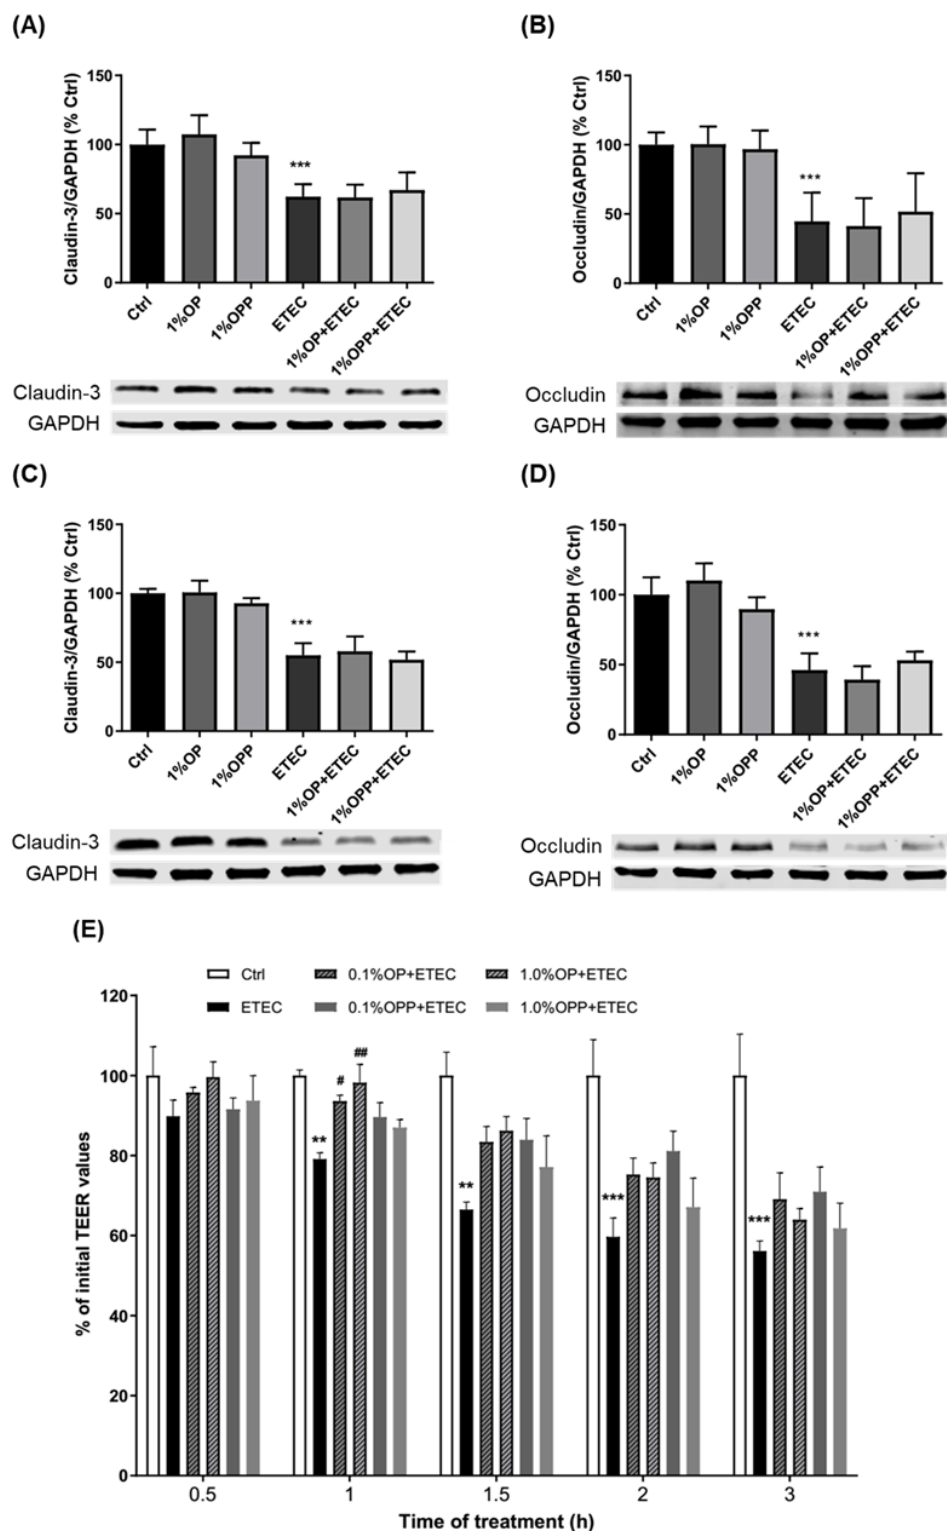 (A)
(B)
Claudin-3/GAPDH (% Ctrl)
150
100
50
0
***
Ctrl
1%OP
1%OPP
ETEC
1%OP+ETEC
1%OPP+ETEC
Claudin-3
GAPDH
Occludin/GAPDH (% Ctrl)
150
100
50
0
***
Ctrl
1%OP
1%OPP
ETEC
1%OP+ETEC
1%OPP+ETEC
Occludin
GAPDH
(C)
(D)
Claudin-3/GAPDH (% Ctrl)
150
100
50
0
***
Ctrl
1%OP
1%OPP
ETEC
1%OP+ETEC
1%OPP+ETEC
Claudin-3
GAPDH
Occludin/GAPDH (% Ctrl)
150
100
50
0
***
Ctrl
1%OP
1%OPP
ETEC
1%OP+ETEC
1%OPP+ETEC
Occludin
GAPDH
(E)
Ctrl
0.1%OP+ETEC
1.0%OP+ETEC
ETEC
0.1%OPP+ETEC
1.0%OPP+ETEC
% of initial TEER values
120
100
80
60
40
20
0
**
#
##
**
***
***
0.5
1
1.5
2
3
Time of treatment (h)